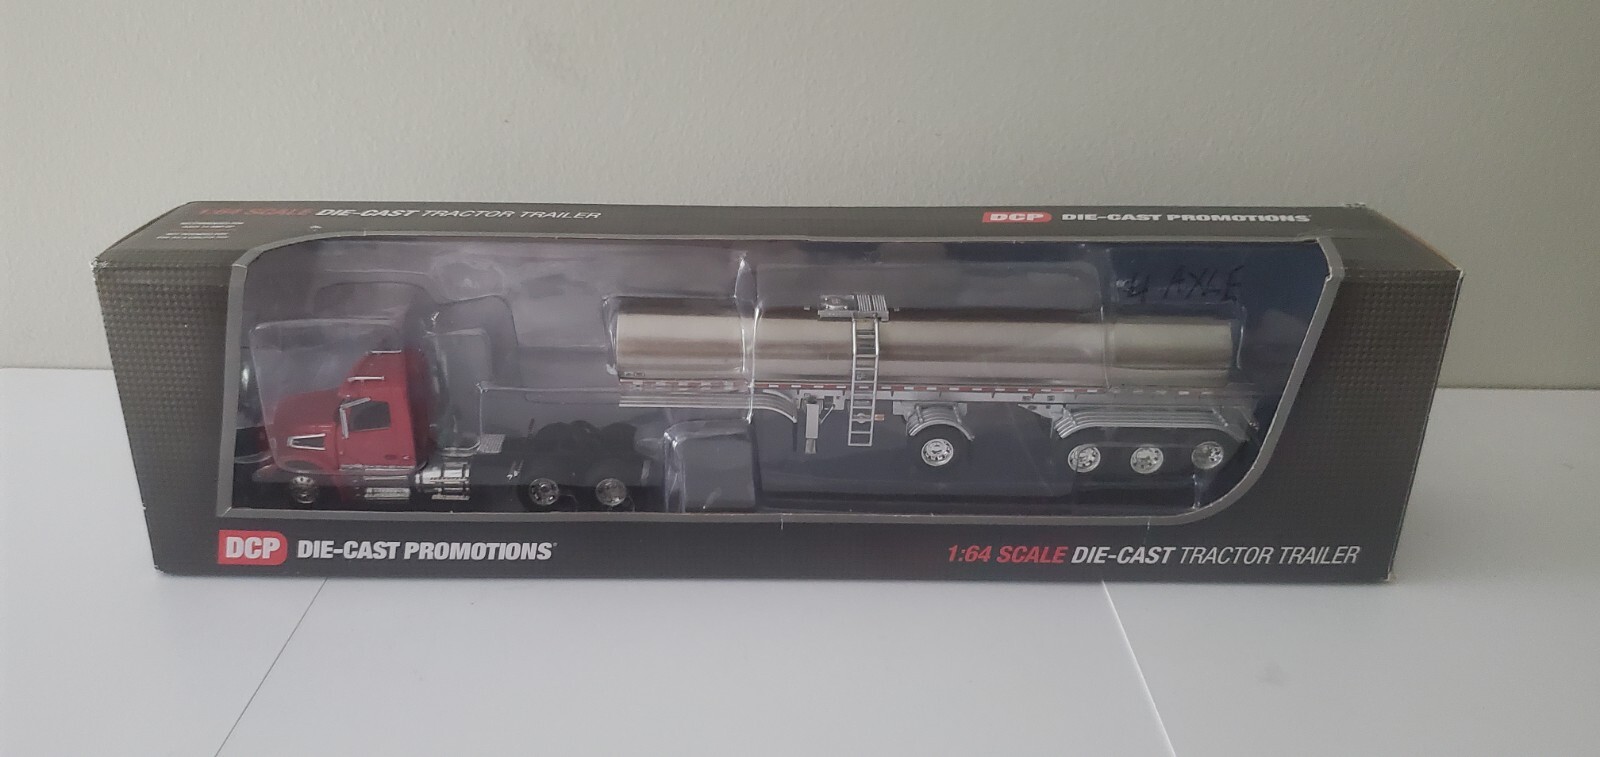 1:64 SCALE DIE-CAST TRACTOR TRAILER
DCP DIE-CAST PROMOTIONS
4 AXLE
DCP DIE-CAST PROMOTIONS®
1:64 SCALE DIE-CAST TRACTOR TRAILER